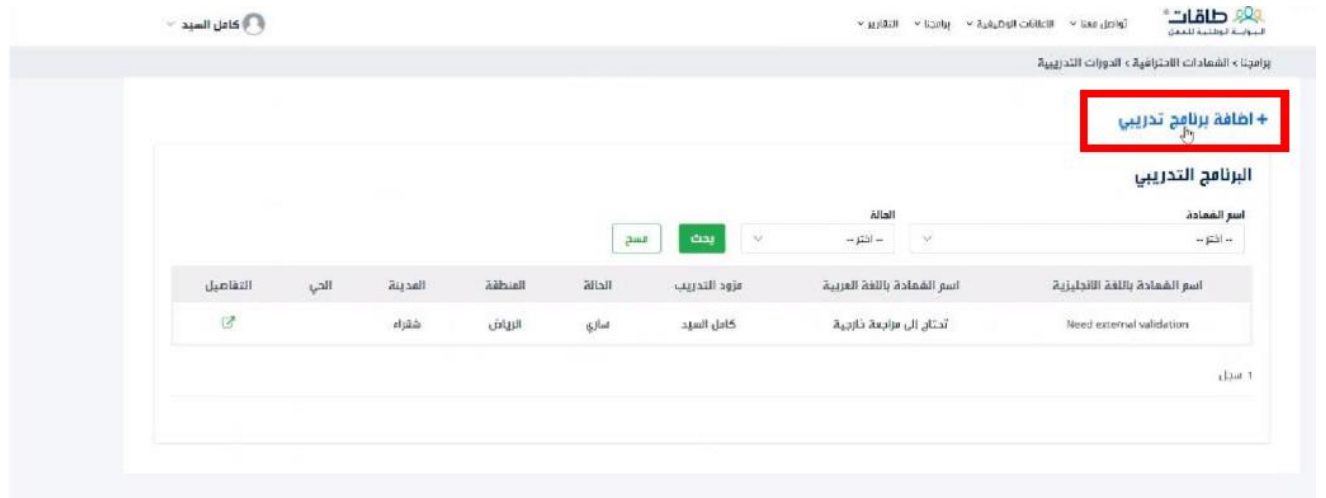 طاقات
البوابة الوطنية للعمل
تواصل معنا
الاعلانات الوظيفية
برامجنا
التقارير
كامل السيد
برامجنا > الشهادات الاحترافية > الدورات التدريبية
+ اضافة برنامج تدريبي
البرنامج التدريبي
اسم الشهادة
الحالة
-- اختر --
-- اختر --
بحث
مسح
اسم الشهادة باللغة الانجليزية
اسم الشهادة باللغة العربية
مزود التدريب
الحالة
المنطقة
المدينة
الحي
التفاصيل
Need external validation
تحتاج إلى مراجعة خارجية
كامل السيد
ساري
الرياض
شقراء
1 سجل